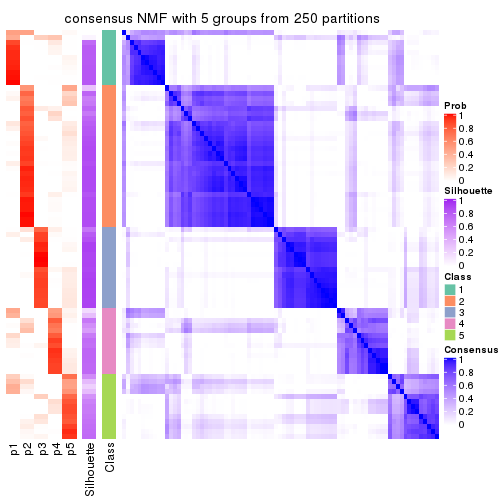 consensus NMF with 5 groups from 250 partitions
Prob
1
0.8
0.6
0.4
0.2
0
Silhouette
1
0.8
0.6
0.4
0.2
0
Class
1
2
3
4
5
Consensus
1
0.8
0.6
0.4
0.2
0
p1
p2
p3
p4
p5
Silhouette
Class